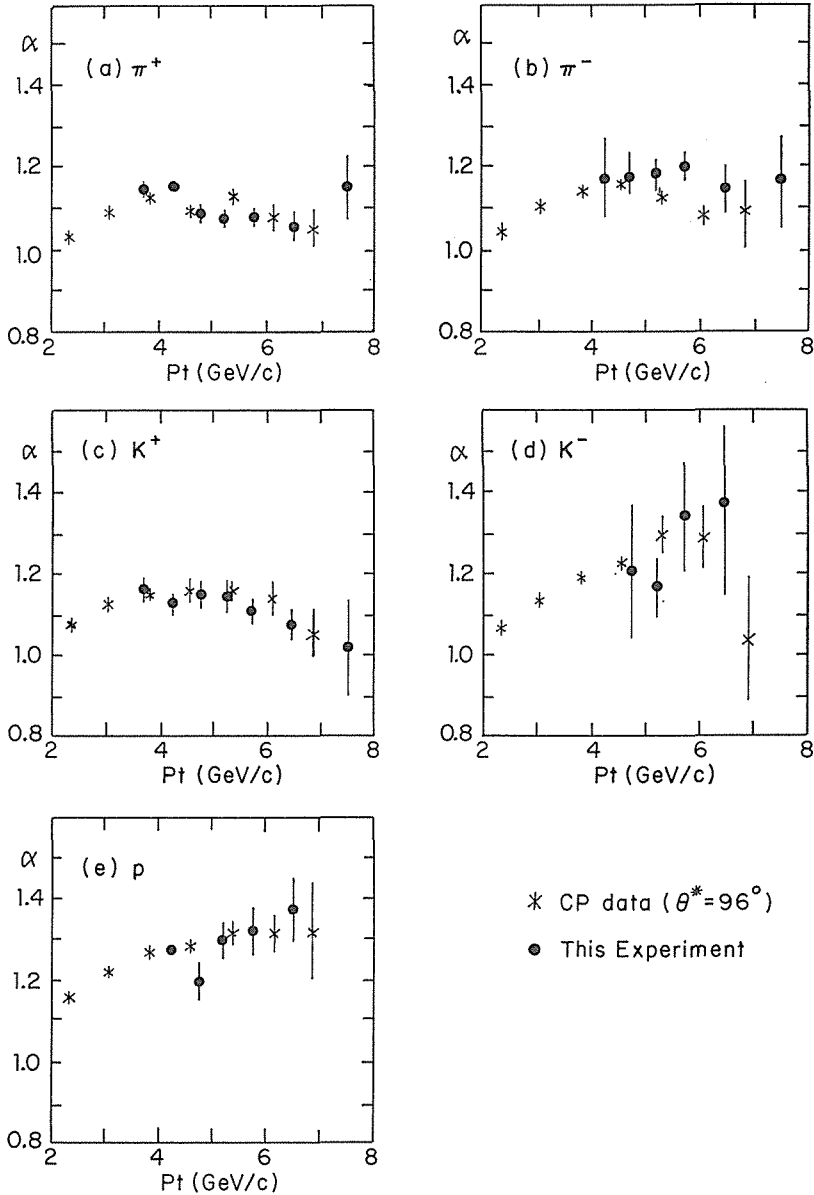 α
(a) π⁺
1.4
1.2
1.0
0.8
2 4 6 8
Pt (GeV/c)
(b) π⁻
1.4
1.2
1.0
0.8
2 4 6 8
Pt (GeV/c)
α
(c) K⁺
1.4
1.2
1.0
0.8
2 4 6 8
Pt (GeV/c)
α
(d) K⁻
1.4
1.2
1.0
0.8
2 4 6 8
Pt (GeV/c)
α
(e) p
1.4
1.2
1.0
0.8
2 4 6 8
Pt (GeV/c)
CP data (θ*=96°)
This Experiment